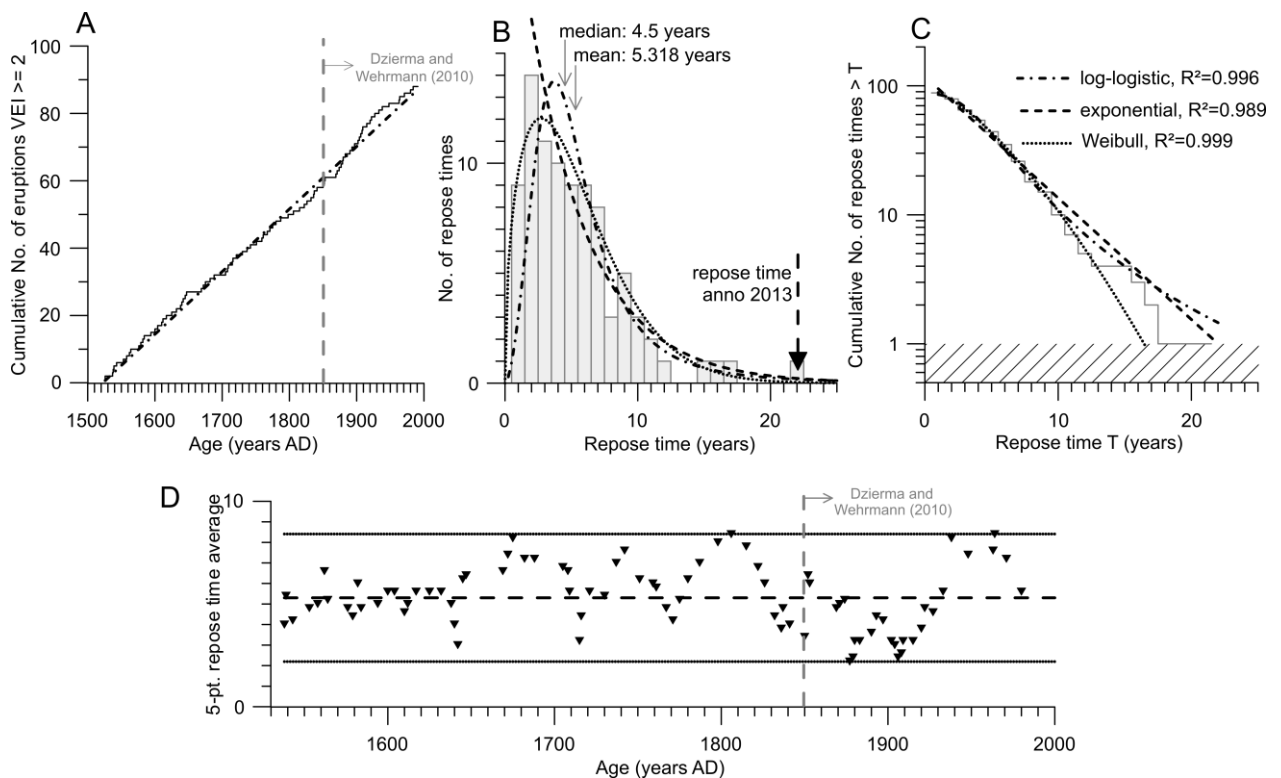 A
100
80
60
40
20
0
Cumulative No. of eruptions VEI >= 2
Dzierma and
Wehrmann (2010)
1500
1600
1700
1800
1900
2000
Age (years AD)
B
median: 4.5 years
mean: 5.318 years
No. of repose times
10
0
repose time
anno 2013
0
10
20
Repose time (years)
C
Cumulative No. of repose times > T
100
10
1
log-logistic, R²=0.996
exponential, R²=0.989
Weibull, R²=0.999
0
10
20
Repose time T (years)
D
10
0
5-pt. repose time average
Dzierma and
Wehrmann (2010)
1600
1700
1800
1900
2000
Age (years AD)